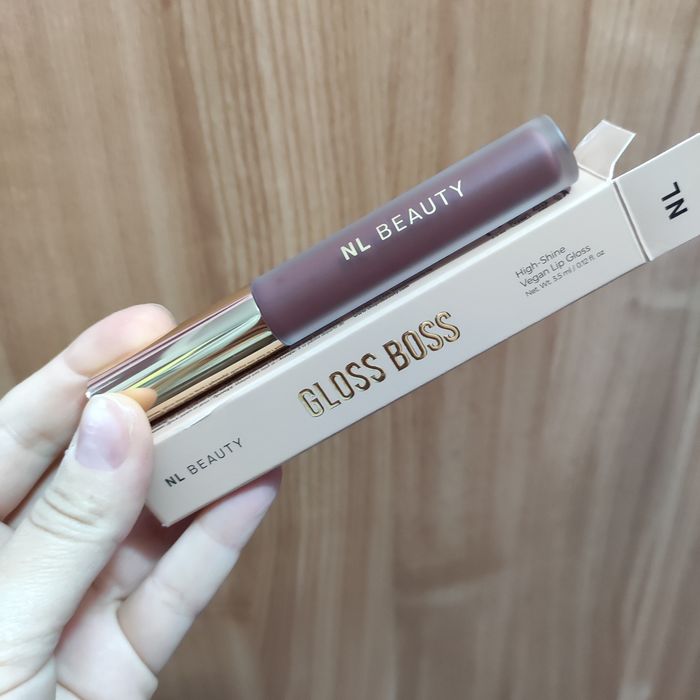 NL BEAUTY
High-Shine
Vegan Lip Gloss
Net. Wt. 3.5 ml / 0.12 fl. oz.
GLOSS BOSS
NL BEAUTY
NL